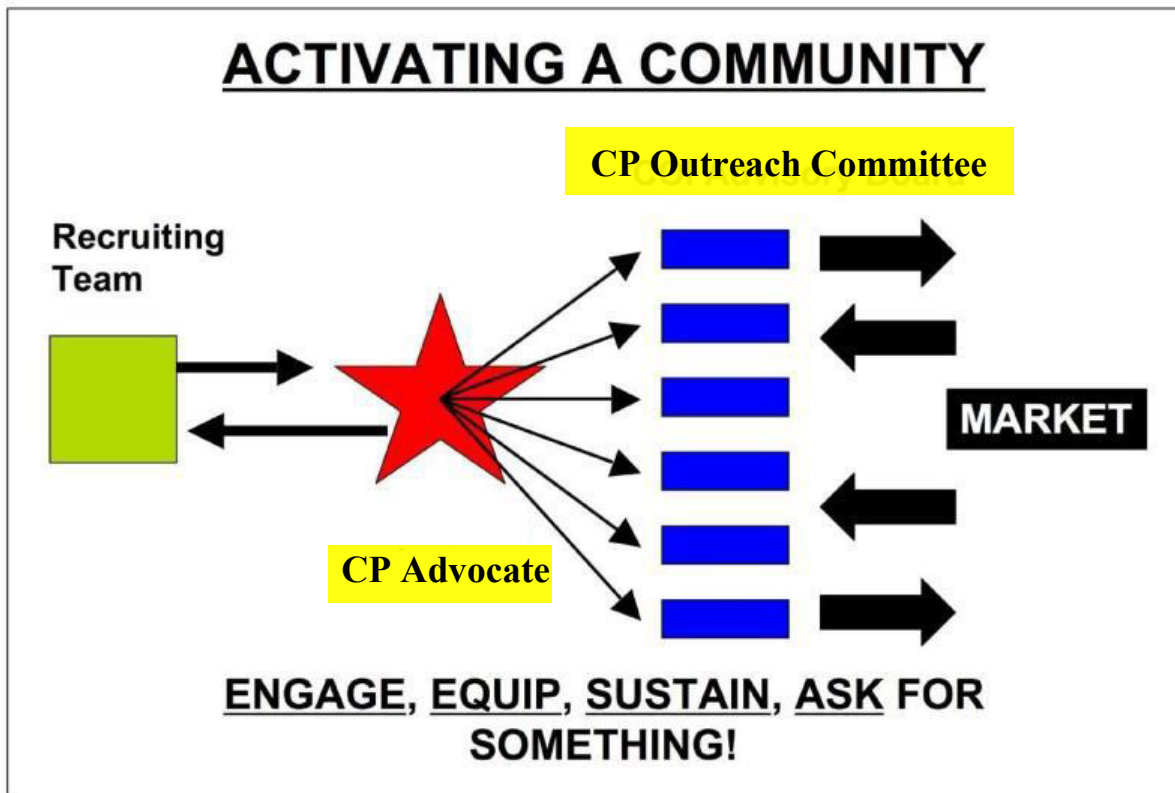 ACTIVATING A COMMUNITY
CP Outreach Committee
Recruiting
Team
MARKET
CP Advocate
ENGAGE, EQUIP, SUSTAIN, ASK FOR
SOMETHING!